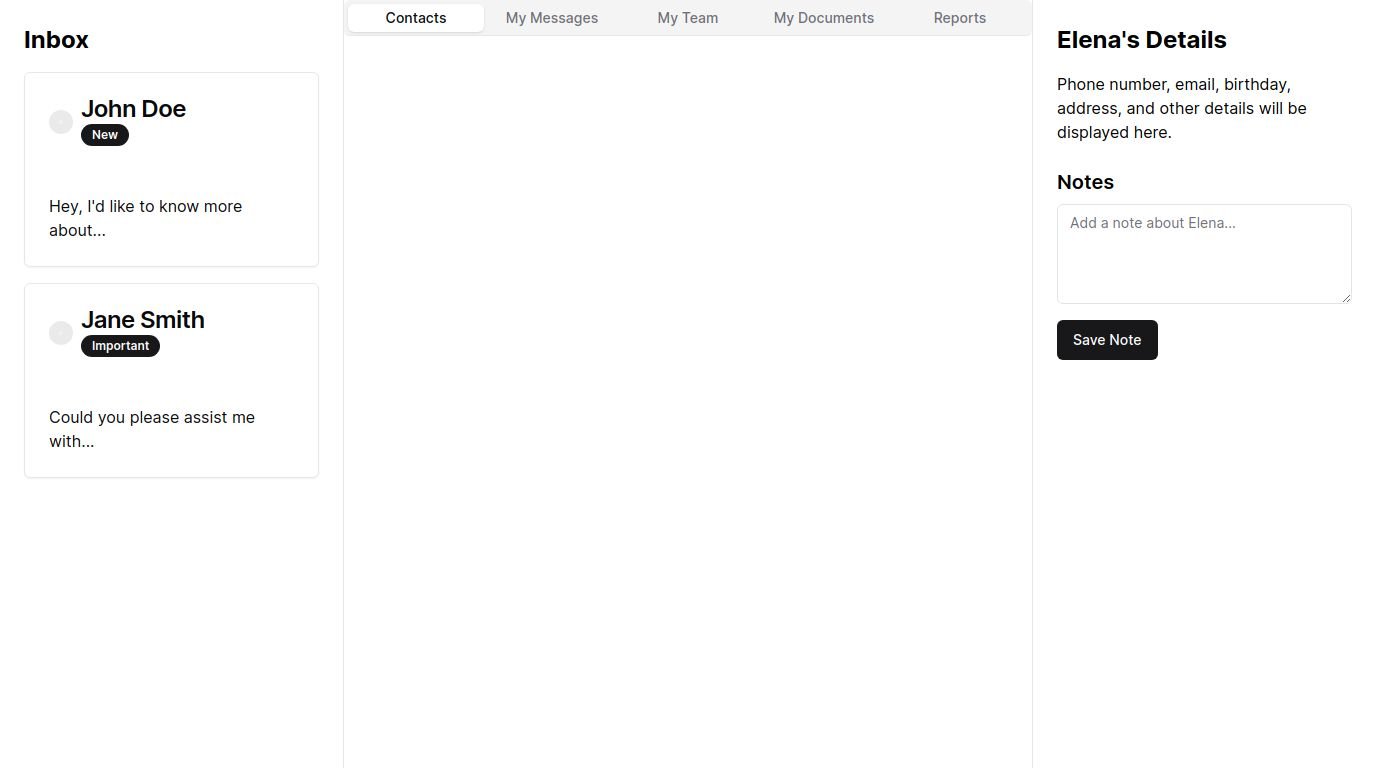 Inbox
John Doe
New
Hey, I'd like to know more
about...
Jane Smith
Important
Could you please assist me
with...
Contacts
My Messages
My Team
My Documents
Reports
Elena's Details
Phone number, email, birthday,
address, and other details will be
displayed here.
Notes
Add a note about Elena...
Save Note